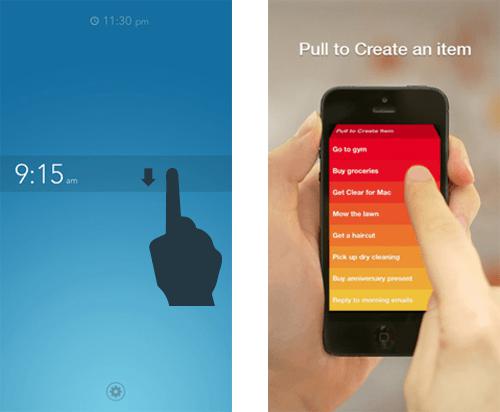 11:30 pm
9:15 am
Pull to Create an item
Pull to Create Item
Go to gym
Buy groceries
Get Clear for Mac
Mow the lawn
Get a haircut
Pick up dry cleaning
Buy anniversary present
Reply to morning emails